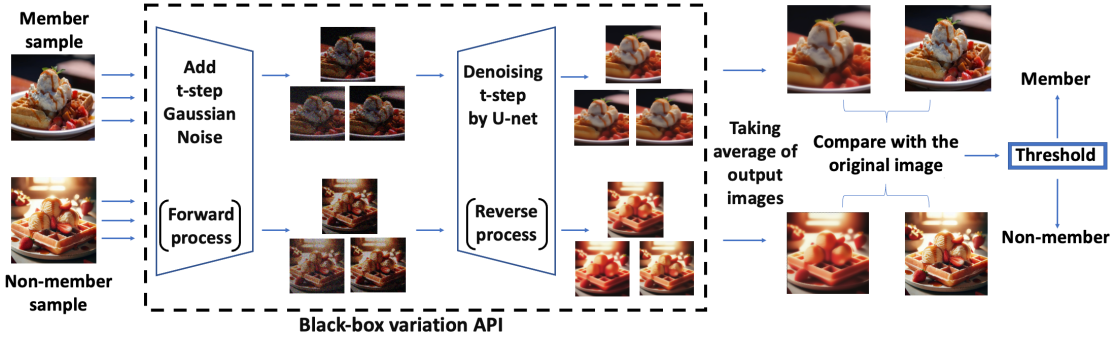 Member
sample
Non-member
sample
Add
t-step
Gaussian
Noise
(Forward
process)
Denoising
t-step
by U-net
(Reverse
process)
Black-box variation API
Taking
average of
output
images
Compare with the
original image
Member
Threshold
Non-member